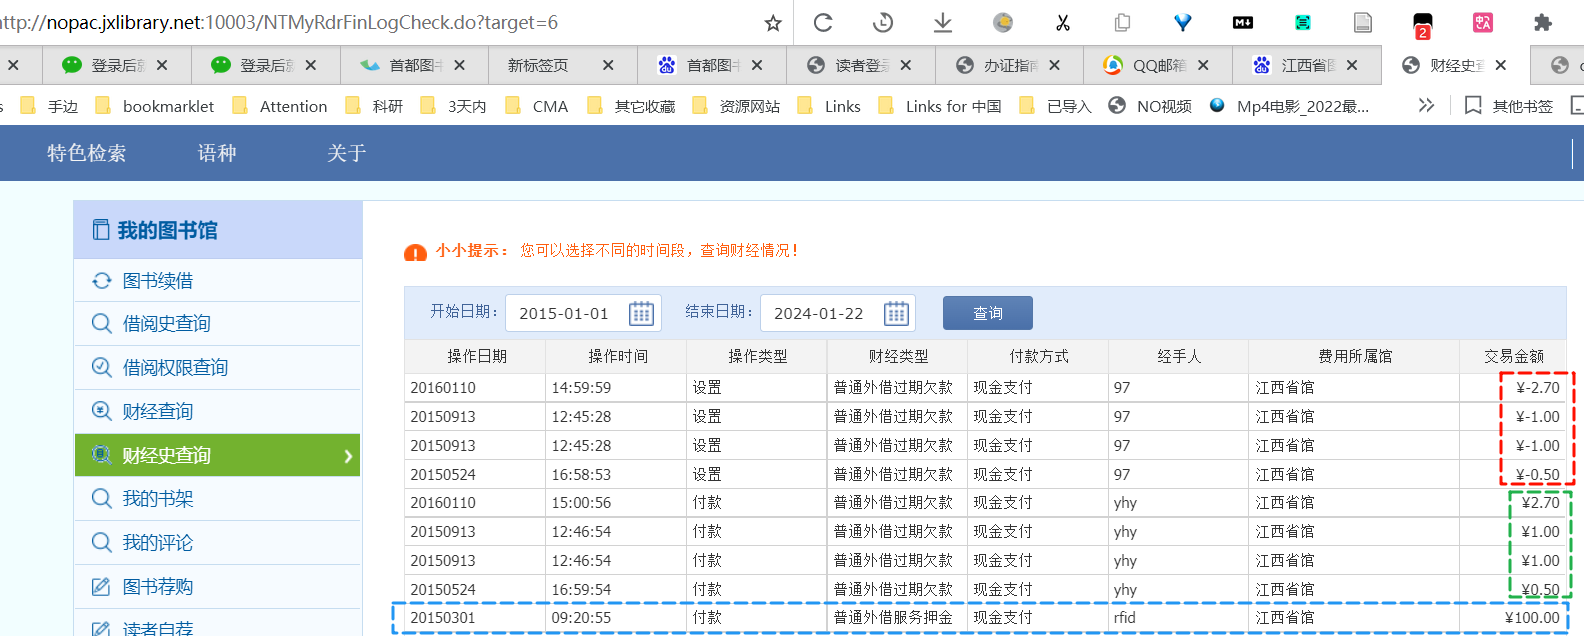 http://nopac.jxlibrary.net:10003/NTMyRdrFinLogCheck.do?target=6
2
登录后
登录后
首都图
新标签页
首都图
读者登
办证指
QQ邮箱
江西省
财经史
手边
bookmarklet
Attention
科研
3天内
CMA
其它收藏
资源网站
Links
Links for 中国
已导入
NO视频
Mp4电影_2022最...
其他书签
特色检索 语种 关于
我的图书馆
图书续借
借阅史查询
借阅权限查询
财经查询
财经史查询
我的书架
我的评论
图书荐购
读者自荐
小小提示： 您可以选择不同的时间段，查询财经情况！
开始日期： 2015-01-01 结束日期： 2024-01-22 查询
操作日期 操作时间 操作类型 财经类型 付款方式 经手人 费用所属馆 交易金额
20160110 14:59:59 设置 普通外借过期欠款 现金支付 97 江西省馆 ¥-2.70
20150913 12:45:28 设置 普通外借过期欠款 现金支付 97 江西省馆 ¥-1.00
20150913 12:45:28 设置 普通外借过期欠款 现金支付 97 江西省馆 ¥-1.00
20150524 16:58:53 设置 普通外借过期欠款 现金支付 97 江西省馆 ¥-0.50
20160110 15:00:56 付款 普通外借过期欠款 现金支付 yhy 江西省馆 ¥2.70
20150913 12:46:54 付款 普通外借过期欠款 现金支付 yhy 江西省馆 ¥1.00
20150913 12:46:54 付款 普通外借过期欠款 现金支付 yhy 江西省馆 ¥1.00
20150524 16:59:54 付款 普通外借过期欠款 现金支付 yhy 江西省馆 ¥0.50
20150301 09:20:55 付款 普通外借服务押金 现金支付 rfid 江西省馆 ¥100.00